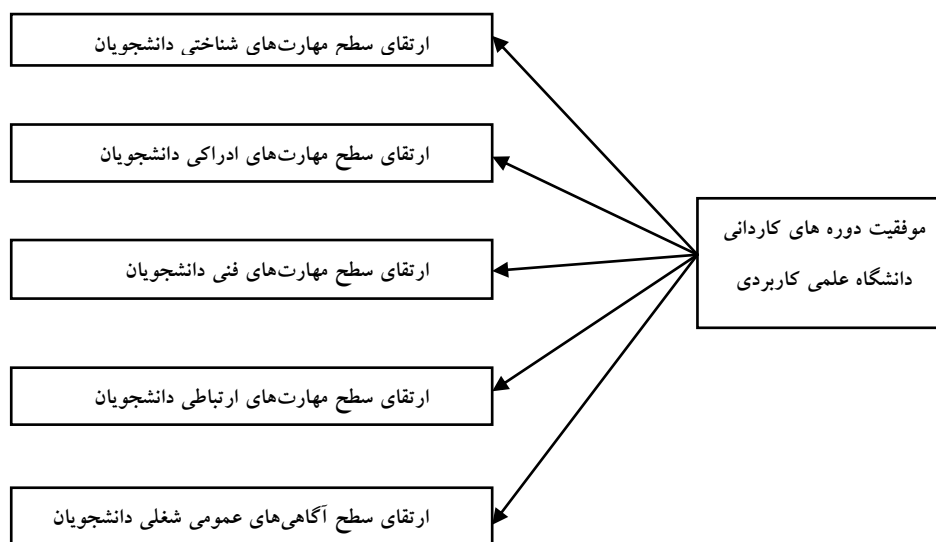 ارتقای سطح مهارت‌های شناختی دانشجویان
ارتقای سطح مهارت‌های ادراکی دانشجویان
موفقیت دوره های کاردانی
دانشگاه علمی کاربردی
ارتقای سطح مهارت‌های فنی دانشجویان
ارتقای سطح مهارت‌های ارتباطی دانشجویان
ارتقای سطح آگاهی‌های عمومی شغلی دانشجویان